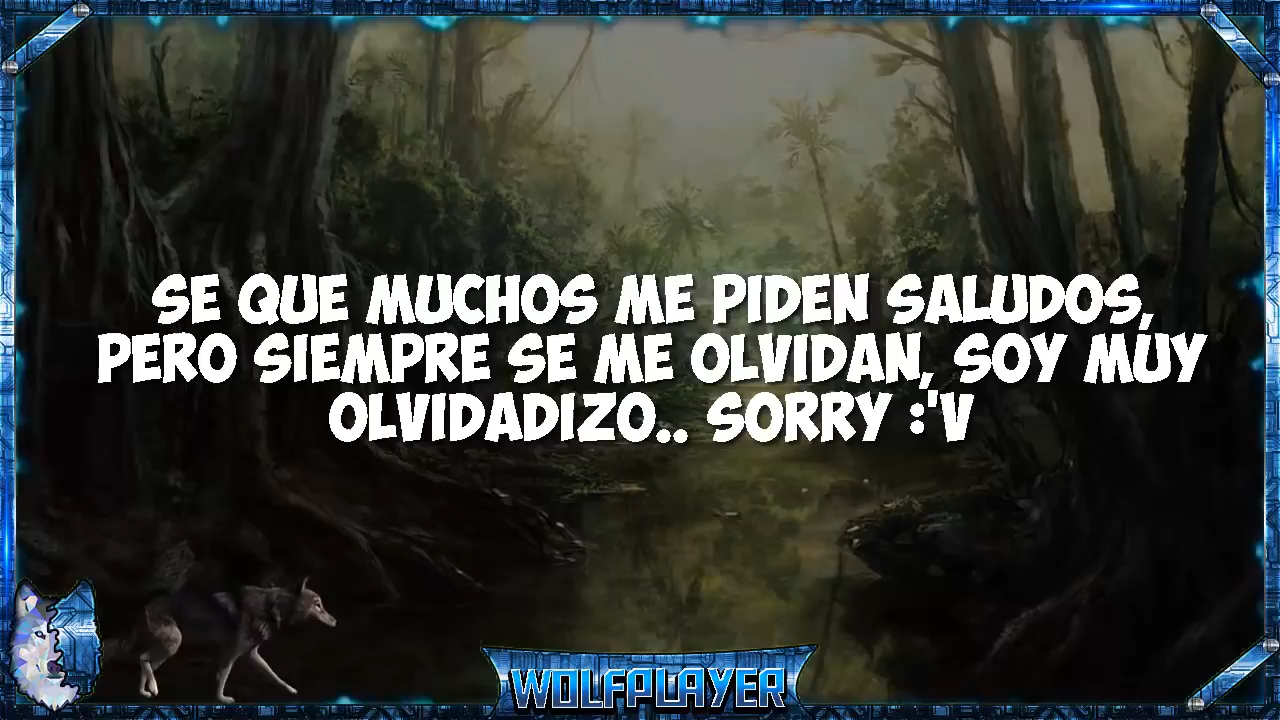 SE QUE MUCHOS ME PIDEN SALUDOS,
PERO SIEMPRE SE ME OLVIDAN, SOY MUY
OLVIDADIZO.. SORRY :'V
WOLFPLAYER